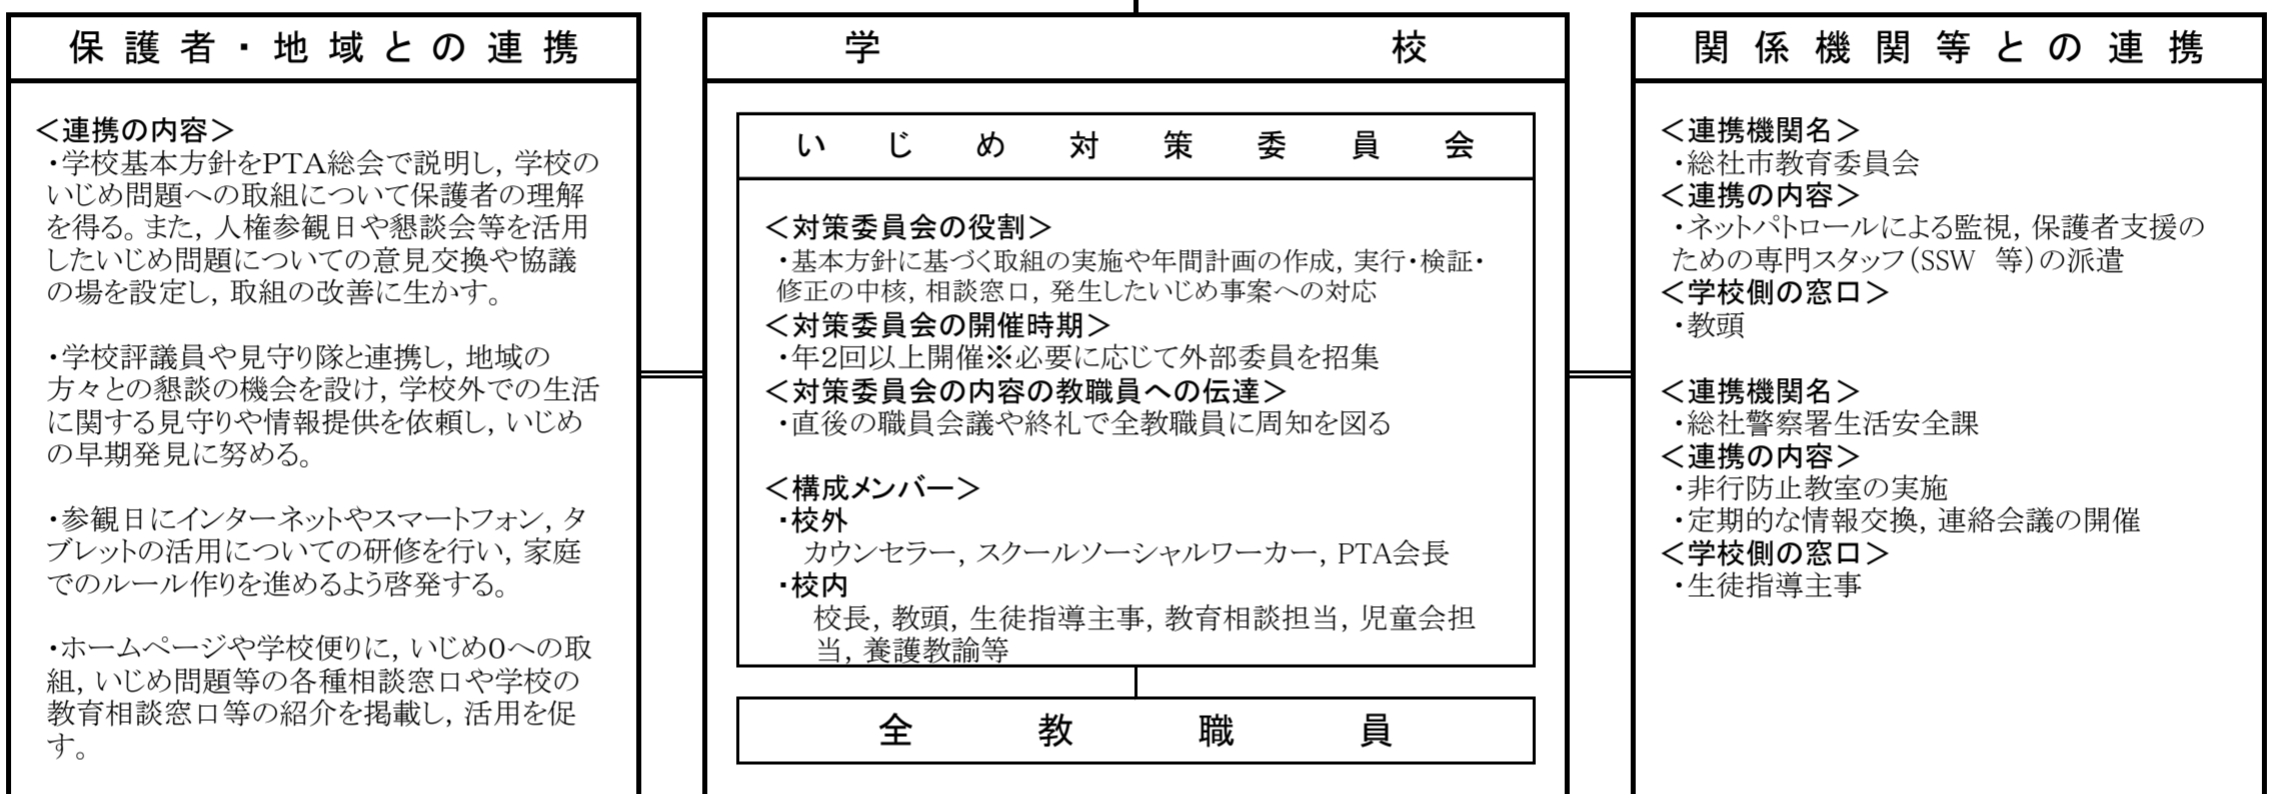 保護者・地域との連携
＜連携の内容＞
・学校基本方針をPTA総会で説明し，学校の
いじめ問題への取組について保護者の理解
を得る。また，人権参観日や懇談会等を活用
したいじめ問題についての意見交換や協議
の場を設定し，取組の改善に生かす。
・学校評議員や見守り隊と連携し，地域の
方々との懇談の機会を設け，学校外での生活
に関する見守りや情報提供を依頼し，いじめ
の早期発見に努める。
・参観日にインターネットやスマートフォン，タ
ブレットの活用についての研修を行い，家庭
でのルール作りを進めるよう啓発する。
・ホームページや学校便りに，いじめ0への取
組，いじめ問題等の各種相談窓口や学校の
教育相談窓口等の紹介を掲載し，活用を促
す。
学校
いじめ対策委員会
＜対策委員会の役割＞
・基本方針に基づく取組の実施や年間計画の作成，実行・検証・
修正の中核，相談窓口，発生したいじめ事案への対応
＜対策委員会の開催時期＞
・年2回以上開催※必要に応じて外部委員を招集
＜対策委員会の内容の教職員への伝達＞
・直後の職員会議や終礼で全教職員に周知を図る
＜構成メンバー＞
・校外
カウンセラー，スクールソーシャルワーカー，PTA会長
・校内
校長，教頭，生徒指導主事，教育相談担当，児童会担
当，養護教諭等
全教職員
関係機関等との連携
＜連携機関名＞
・総社市教育委員会
＜連携の内容＞
・ネットパトロールによる監視，保護者支援の
ための専門スタッフ（SSW　等）の派遣
＜学校側の窓口＞
・教頭
＜連携機関名＞
・総社警察署生活安全課
＜連携の内容＞
・非行防止教室の実施
・定期的な情報交換，連絡会議の開催
＜学校側の窓口＞
・生徒指導主事